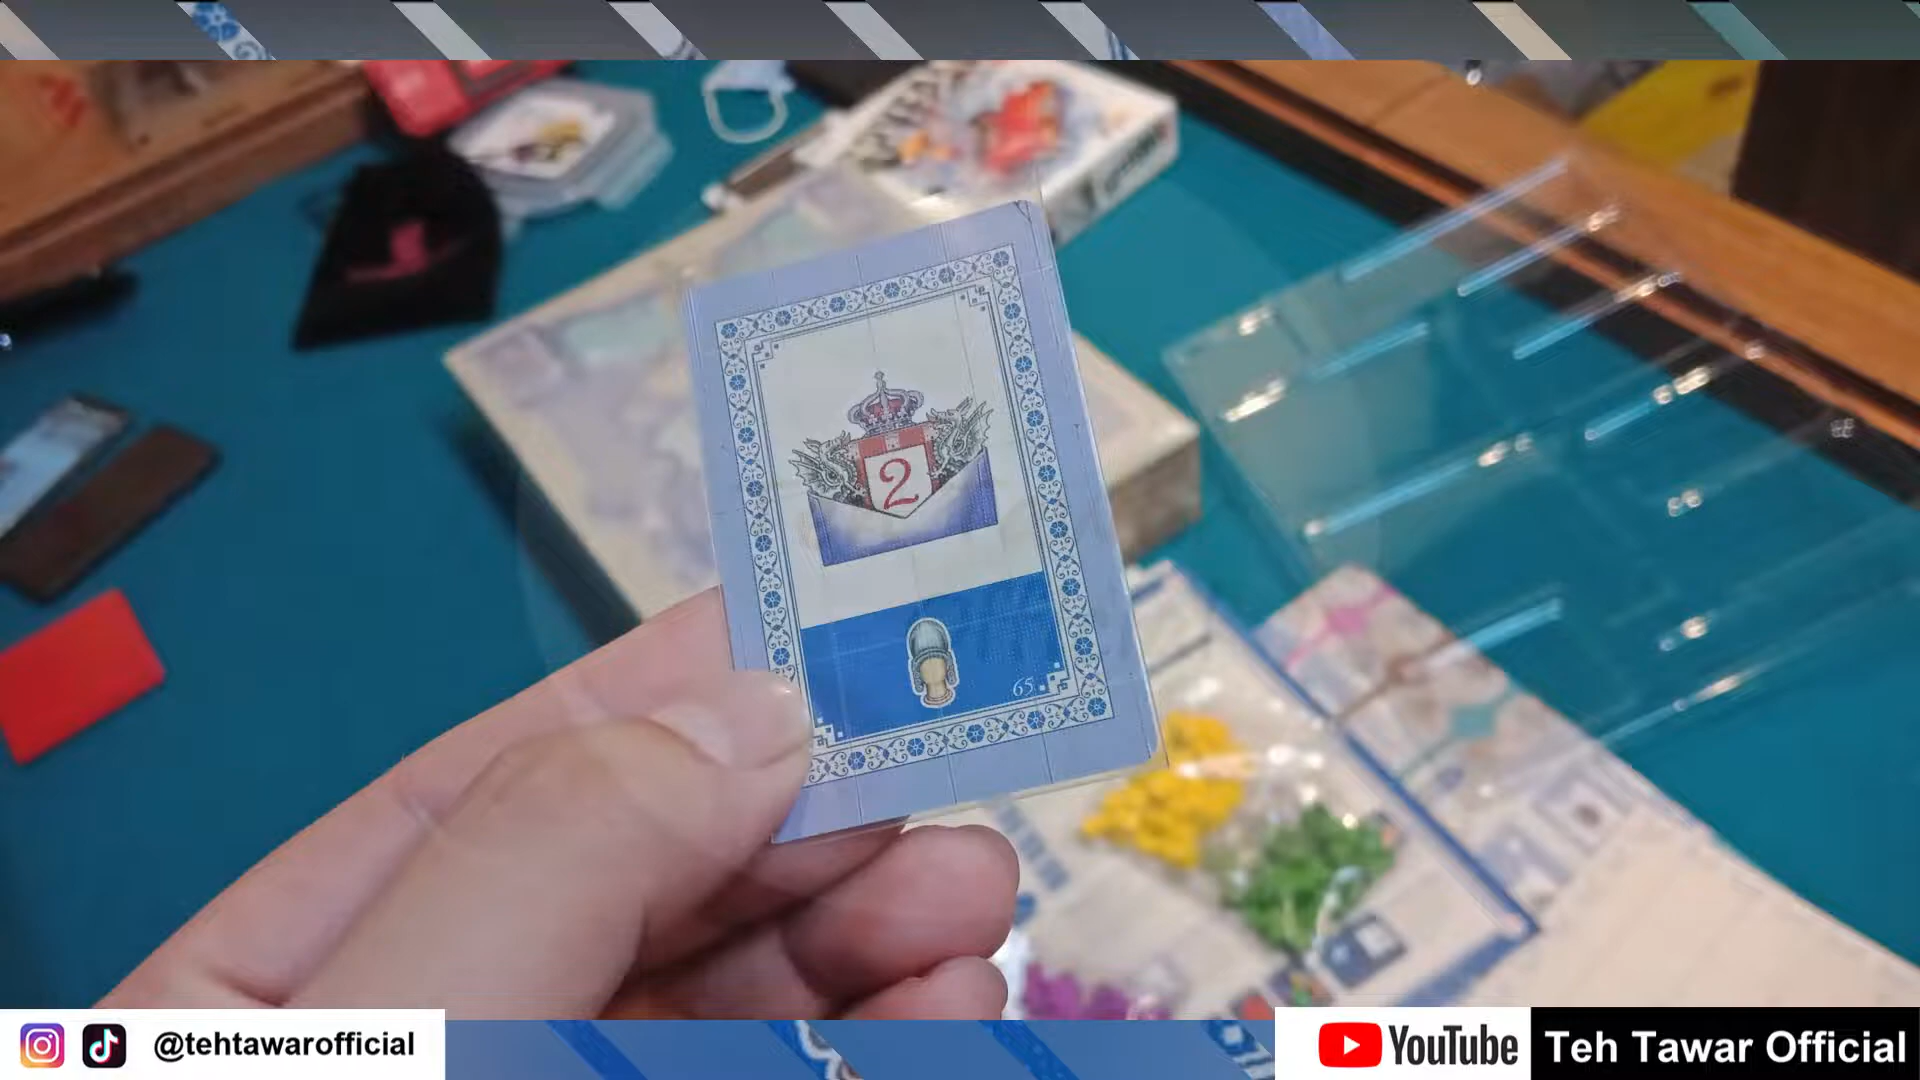 2
65
@tehtawarofficial
YouTube
Teh Tawar Official